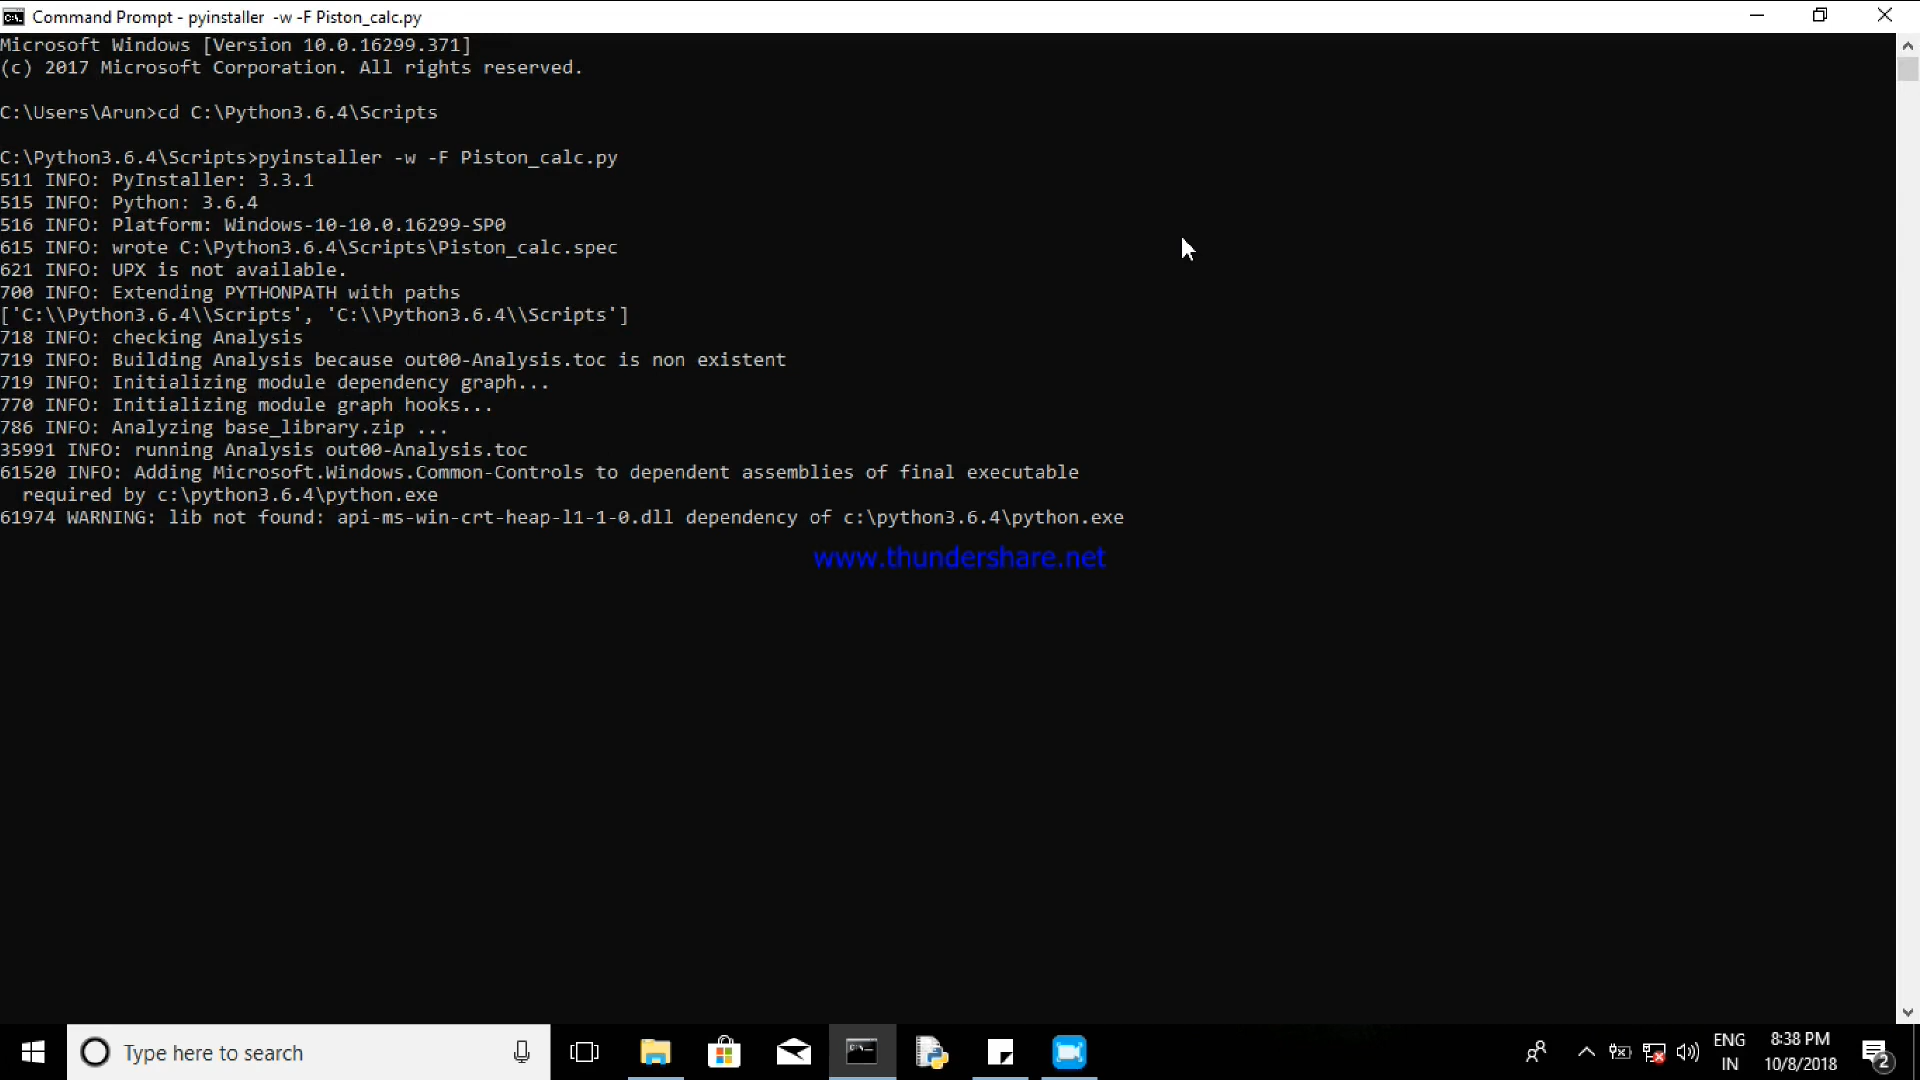 Command Prompt - pyinstaller -w -F Piston_calc.py
Microsoft Windows [Version 10.0.16299.371]
(c) 2017 Microsoft Corporation. All rights reserved.
C:\Users\Arun>cd C:\Python3.6.4\Scripts
C:\Python3.6.4\Scripts>pyinstaller -w -F Piston_calc.py
511 INFO: PyInstaller: 3.3.1
515 INFO: Python: 3.6.4
516 INFO: Platform: Windows-10-10.0.16299-SP0
615 INFO: wrote C:\Python3.6.4\Scripts\Piston_calc.spec
621 INFO: UPX is not available.
700 INFO: Extending PYTHONPATH with paths
['C:\\Python3.6.4\\Scripts', 'C:\\Python3.6.4\\Scripts']
718 INFO: checking Analysis
719 INFO: Building Analysis because out00-Analysis.toc is non existent
719 INFO: Initializing module dependency graph...
770 INFO: Initializing module graph hooks...
786 INFO: Analyzing base_library.zip ...
35991 INFO: running Analysis out00-Analysis.toc
61520 INFO: Adding Microsoft.Windows.Common-Controls to dependent assemblies of final executable
  required by c:\python3.6.4\python.exe
61974 WARNING: lib not found: api-ms-win-crt-heap-l1-1-0.dll dependency of c:\python3.6.4\python.exe
www.thundershare.net
Type here to search
ENG
IN
8:38 PM
10/8/2018
2